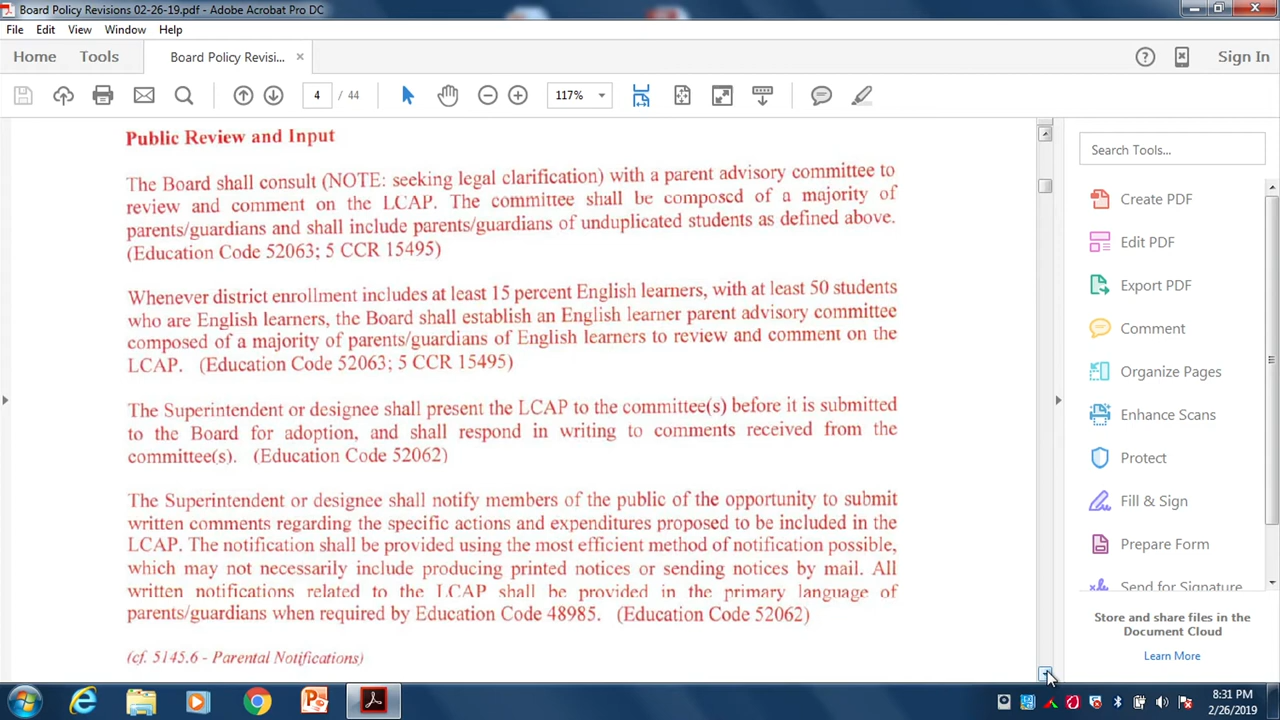 Board Policy Revisions 02-26-19.pdf - Adobe Acrobat Pro DC
File Edit View Window Help
Home Tools Board Policy Revisi... ×
? Sign In
4 / 44 117%
Search Tools...
Public Review and Input
The Board shall consult (NOTE: seeking legal clarification) with a parent advisory committee to
review and comment on the LCAP. The committee shall be composed of a majority of
parents/guardians and shall include parents/guardians of unduplicated students as defined above.
(Education Code 52063; 5 CCR 15495)
Whenever district enrollment includes at least 15 percent English learners, with at least 50 students
who are English learners, the Board shall establish an English learner parent advisory committee
composed of a majority of parents/guardians of English learners to review and comment on the
LCAP. (Education Code 52063; 5 CCR 15495)
The Superintendent or designee shall present the LCAP to the committee(s) before it is submitted
to the Board for adoption, and shall respond in writing to comments received from the
committee(s). (Education Code 52062)
The Superintendent or designee shall notify members of the public of the opportunity to submit
written comments regarding the specific actions and expenditures proposed to be included in the
LCAP. The notification shall be provided using the most efficient method of notification possible,
which may not necessarily include producing printed notices or sending notices by mail. All
written notifications related to the LCAP shall be provided in the primary language of
parents/guardians when required by Education Code 48985. (Education Code 52062)
(cf. 5145.6 - Parental Notifications)
Create PDF
Edit PDF
Export PDF
Comment
Organize Pages
Enhance Scans
Protect
Fill & Sign
Prepare Form
Send for Signature
Store and share files in the
Document Cloud
Learn More
8:31 PM
2/26/2019